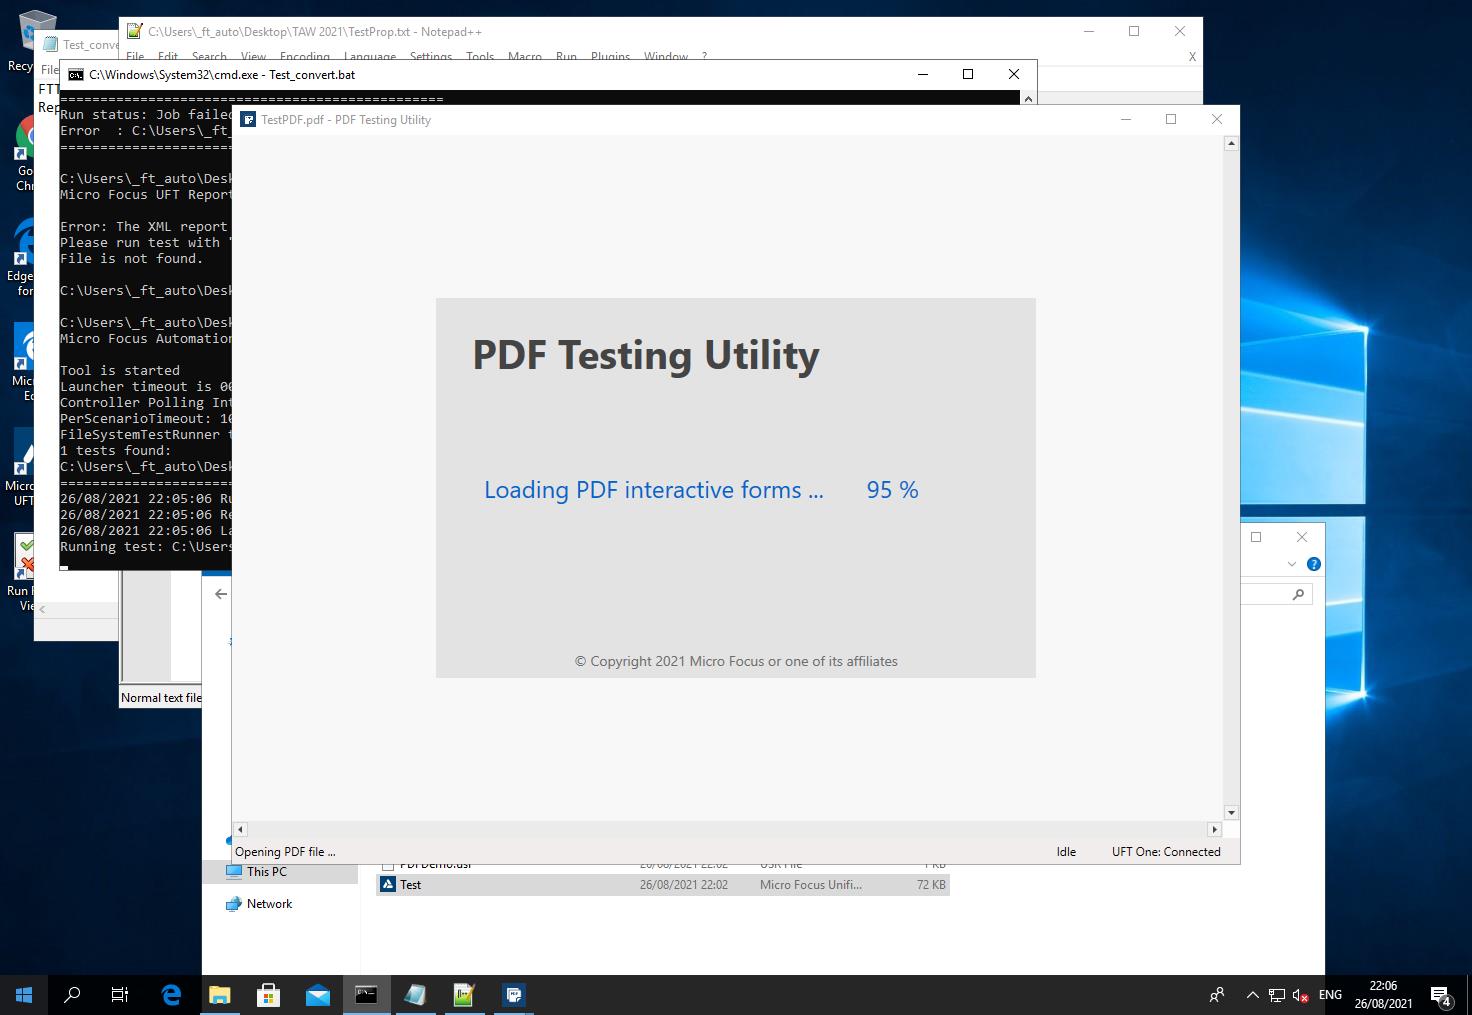 C:\Users\_ft_auto\Desktop\TAW 2021\TestProp.txt - Notepad++
File Edit Search View Encoding Language Settings Tools Macro Run Plugins Window ? X
Test_conve
File
FTT
Rep
Recy
Go
Chr
Edge
for
Micr
Ed
Micro
UFT
Run R
Vie
C:\Windows\System32\cmd.exe - Test_convert.bat
================================================
Run status: Job failed
Error : C:\Users\_ft_
C:\Users\_ft_auto\Desk
Micro Focus UFT Report
Error: The XML report
Please run test with "
File is not found.
C:\Users\_ft_auto\Desk
C:\Users\_ft_auto\Desk
Micro Focus Automation
Tool is started
Launcher timeout is 00
Controller Polling Int
PerScenarioTimeout: 10
FileSystemTestRunner t
1 tests found:
C:\Users\_ft_auto\Desk
26/08/2021 22:05:06 Ru
26/08/2021 22:05:06 Re
26/08/2021 22:05:06 La
Running test: C:\Users
TestPDF.pdf - PDF Testing Utility
PDF Testing Utility
Loading PDF interactive forms ... 95 %
© Copyright 2021 Micro Focus or one of its affiliates
Opening PDF file ... Idle UFT One: Connected
Normal text file
PDFDemo.usr 26/08/2021 22:02 USR File 1 KB
This PC
Test 26/08/2021 22:02 Micro Focus Unifi... 72 KB
Network
ENG
22:06
26/08/2021
4